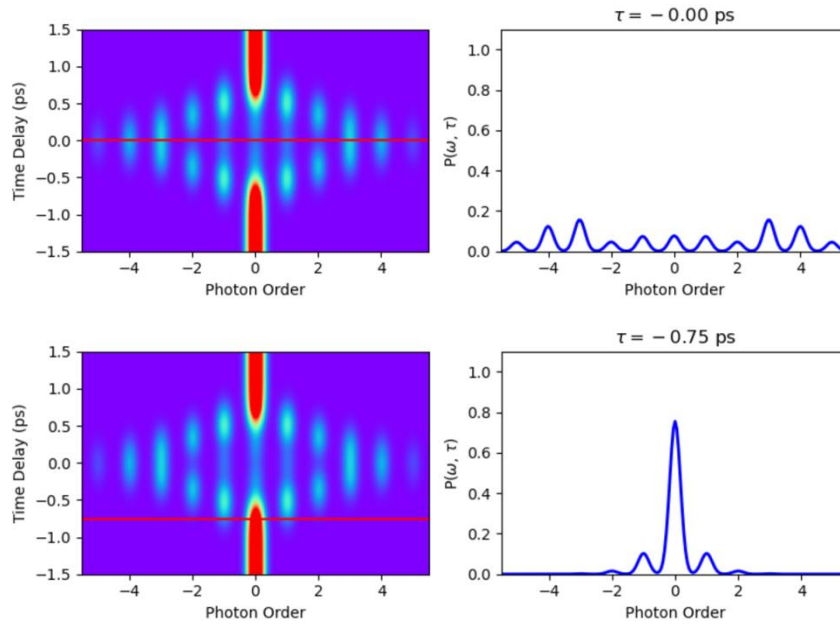 τ = −0.00 ps
1.5
1.0
0.5
0.0
−0.5
−1.0
−1.5
Time Delay (ps)
−4 −2 0 2 4
Photon Order
1.0
0.8
0.6
0.4
0.2
0.0
P(ω, τ)
−4 −2 0 2 4
Photon Order
τ = −0.75 ps
1.5
1.0
0.5
0.0
−0.5
−1.0
−1.5
Time Delay (ps)
−4 −2 0 2 4
Photon Order
1.0
0.8
0.6
0.4
0.2
0.0
P(ω, τ)
−4 −2 0 2 4
Photon Order